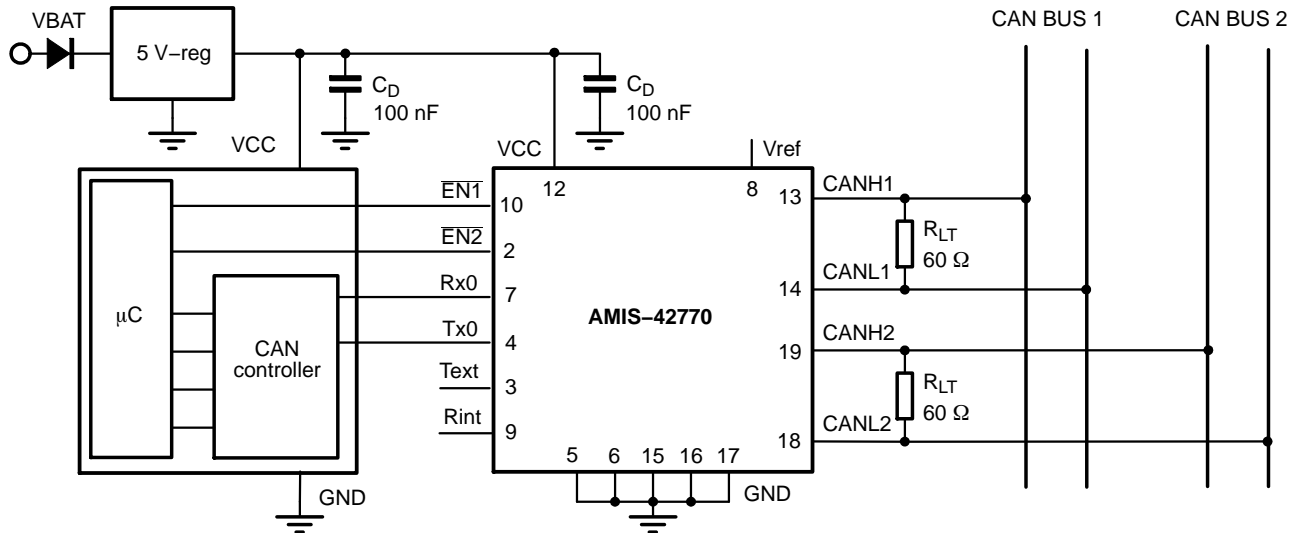 VBAT
5 V−reg
CAN BUS 1
CAN BUS 2
C_D
100 nF
C_D
100 nF
VCC
VCC
12
Vref
8
EN1
10
EN2
2
Rx0
7
Tx0
4
Text
3
Rint
9
µC
CAN
controller
GND
AMIS−42770
13
CANH1
R_LT
60 Ω
CANL1
14
CANH2
19
R_LT
60 Ω
CANL2
18
5
6
15
16
17
GND